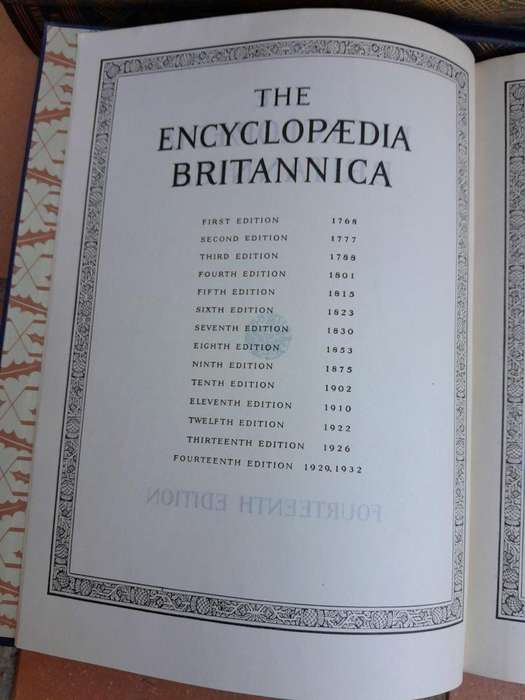 THE
ENCYCLOPÆDIA
BRITANNICA
FIRST EDITION 1768
SECOND EDITION 1777
THIRD EDITION 1788
FOURTH EDITION 1801
FIFTH EDITION 1815
SIXTH EDITION 1823
SEVENTH EDITION 1830
EIGHTH EDITION 1853
NINTH EDITION 1875
TENTH EDITION 1902
ELEVENTH EDITION 1910
TWELFTH EDITION 1922
THIRTEENTH EDITION 1926
FOURTEENTH EDITION 1929, 1932
FOURTEENTH EDITION